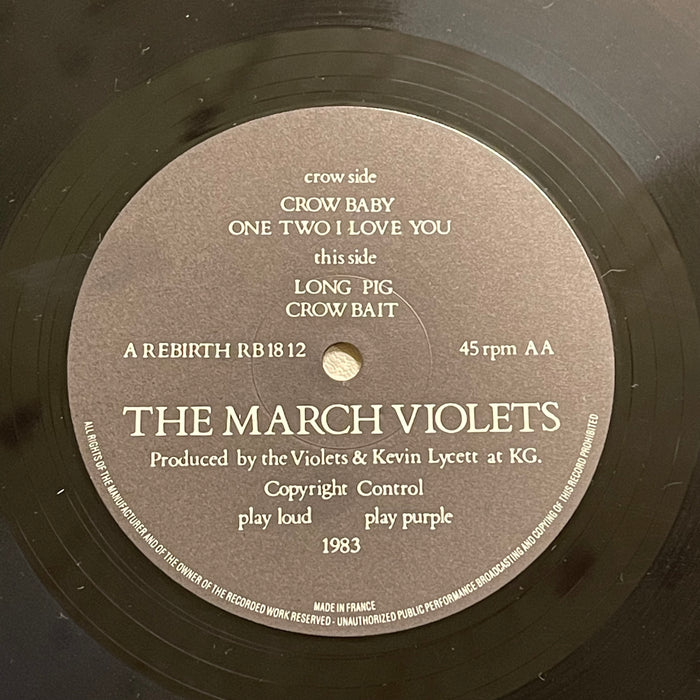 crow side
CROW BABY
ONE TWO I LOVE YOU
this side
LONG PIG
CROW BAIT
A REBIRTH RB 18 12 45 rpm AA
THE MARCH VIOLETS
Produced by the Violets & Kevin Lycett at KG.
Copyright Control
play loud play purple
1983
MADE IN FRANCE
ALL RIGHTS OF THE MANUFACTURER AND OF THE OWNER OF THE RECORDED WORK RESERVED - UNAUTHORIZED PUBLIC PERFORMANCE BROADCASTING AND COPYING OF THIS RECORD PROHIBITED